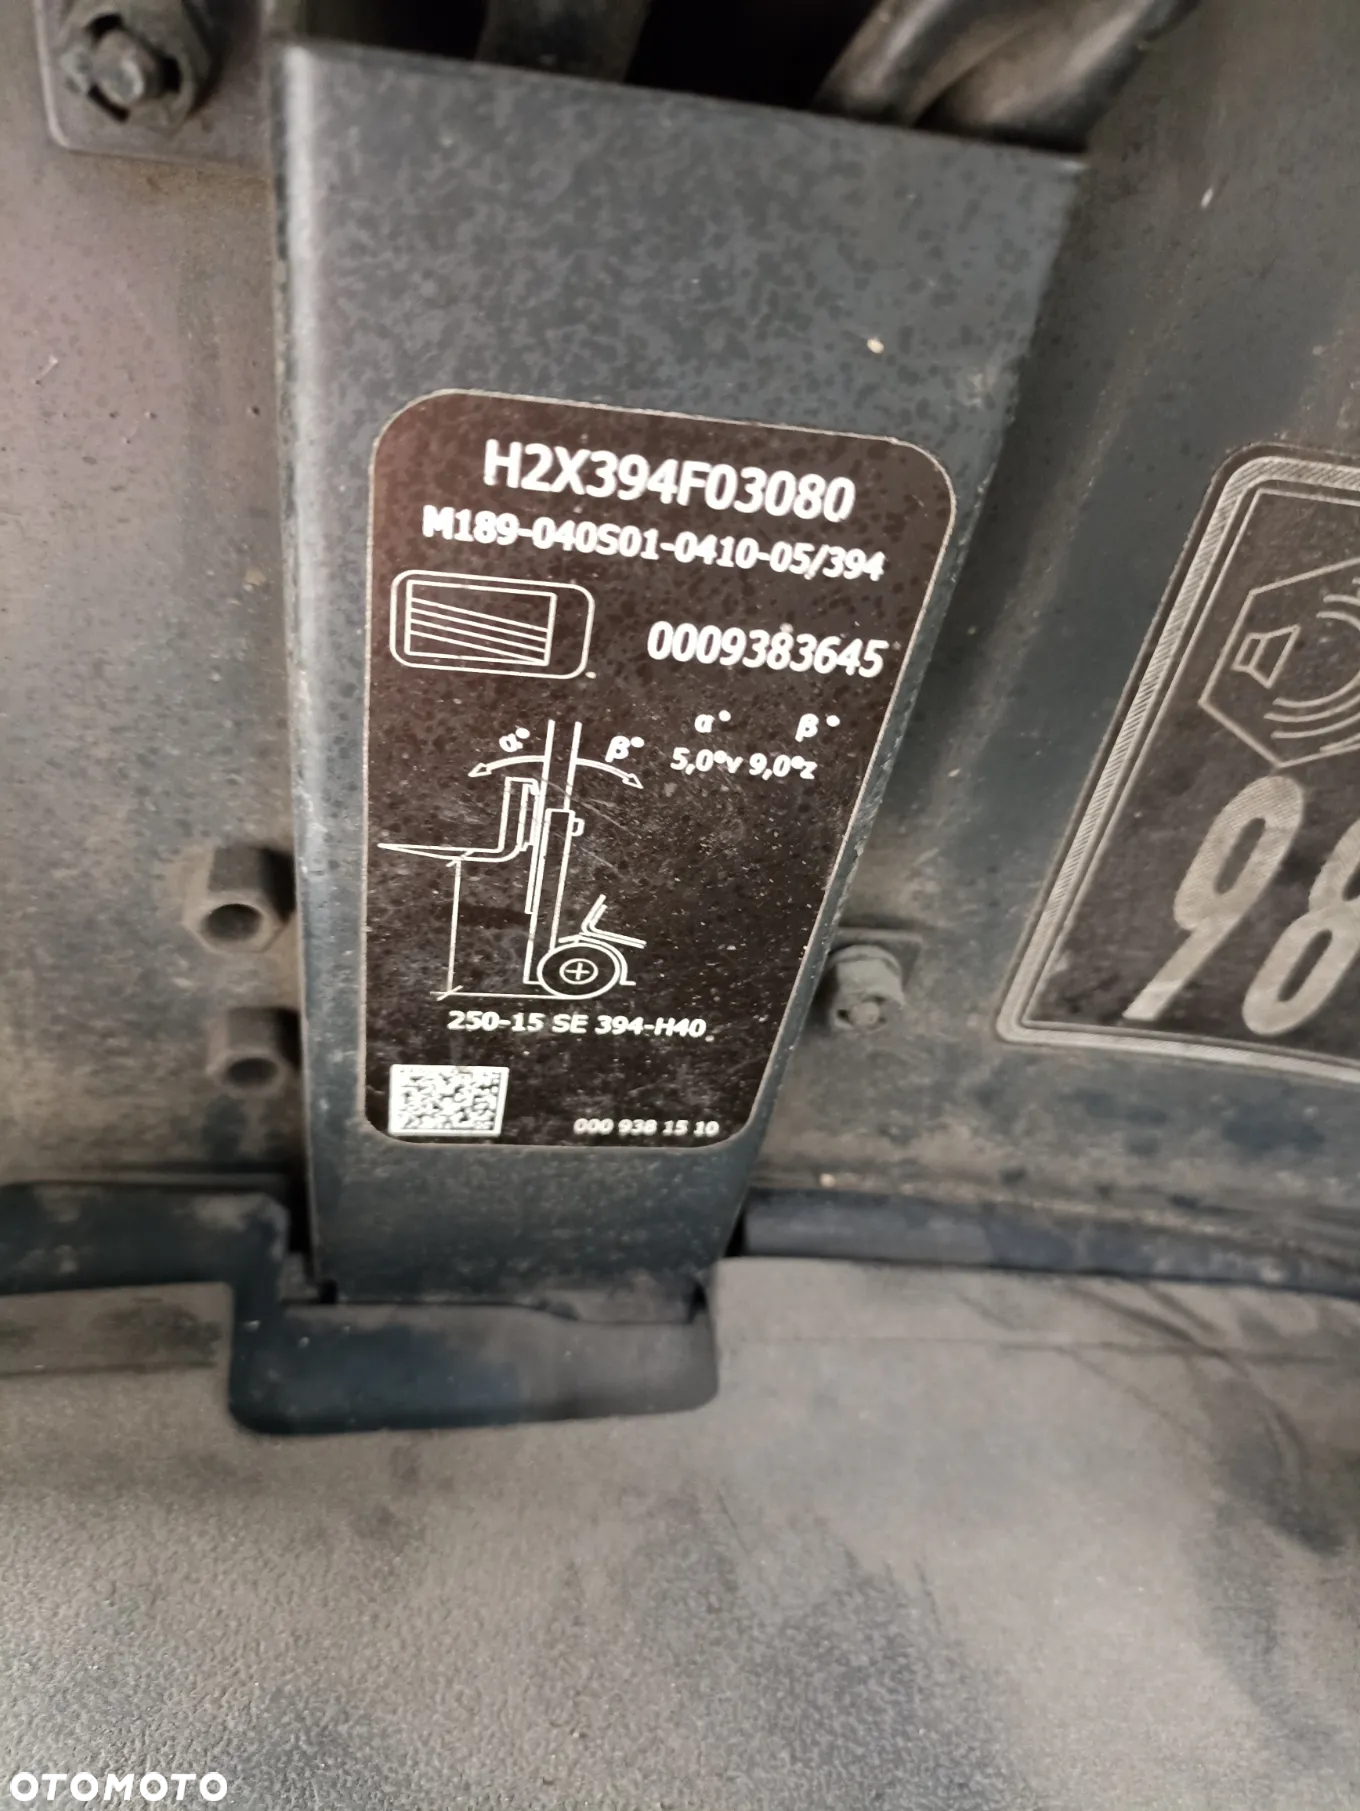 H2X394F03080
M189-040S01-0410-05/394
0009383645
α° β°
5,0°v 9,0°z
α° β°
250-15 SE 394-H40
000 938 15 10
98
OTOMOTO